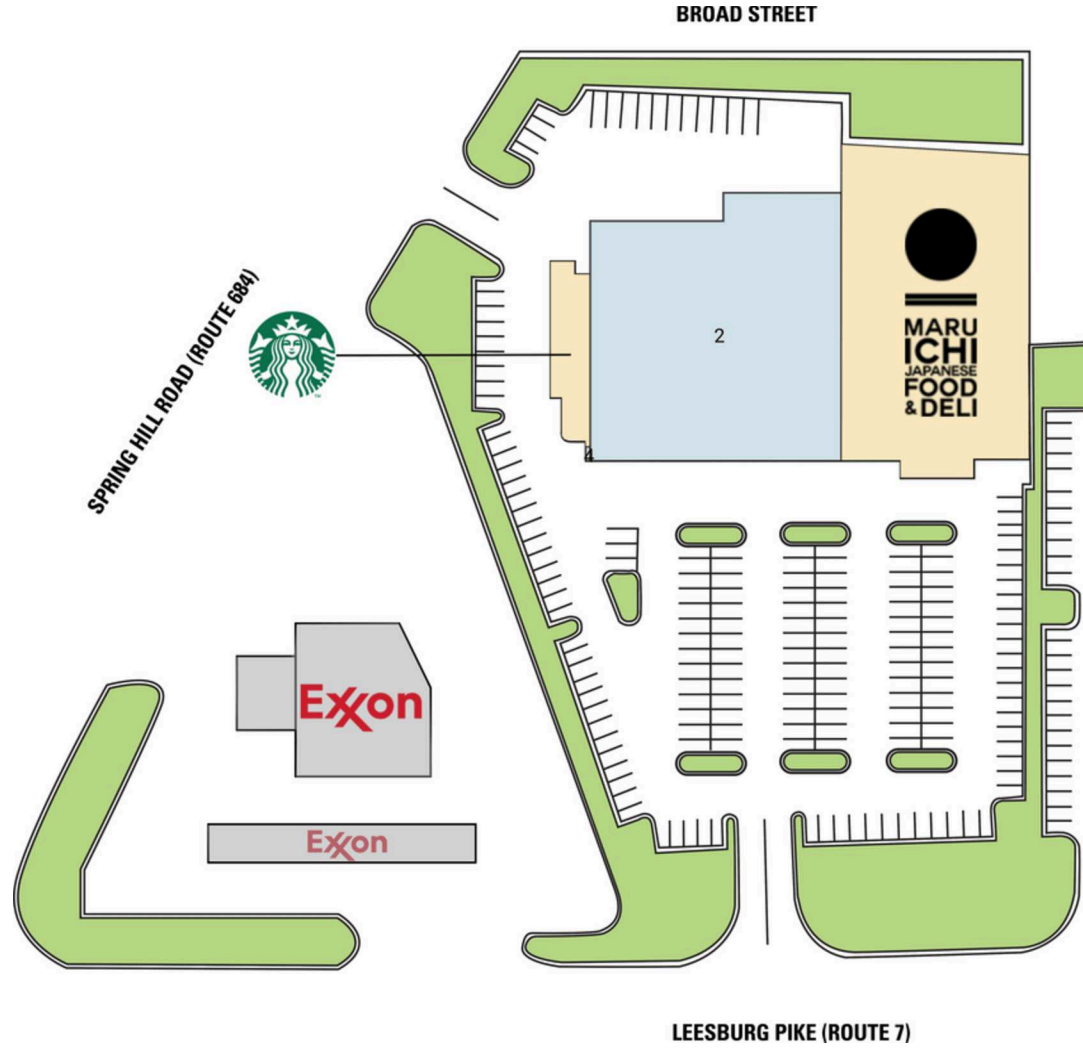 BROAD STREET
SPRING HILL ROAD (ROUTE 684)
2
MARU
ICHI
JAPANESE
FOOD
& DELI
Exxon
Exxon
LEESBURG PIKE (ROUTE 7)